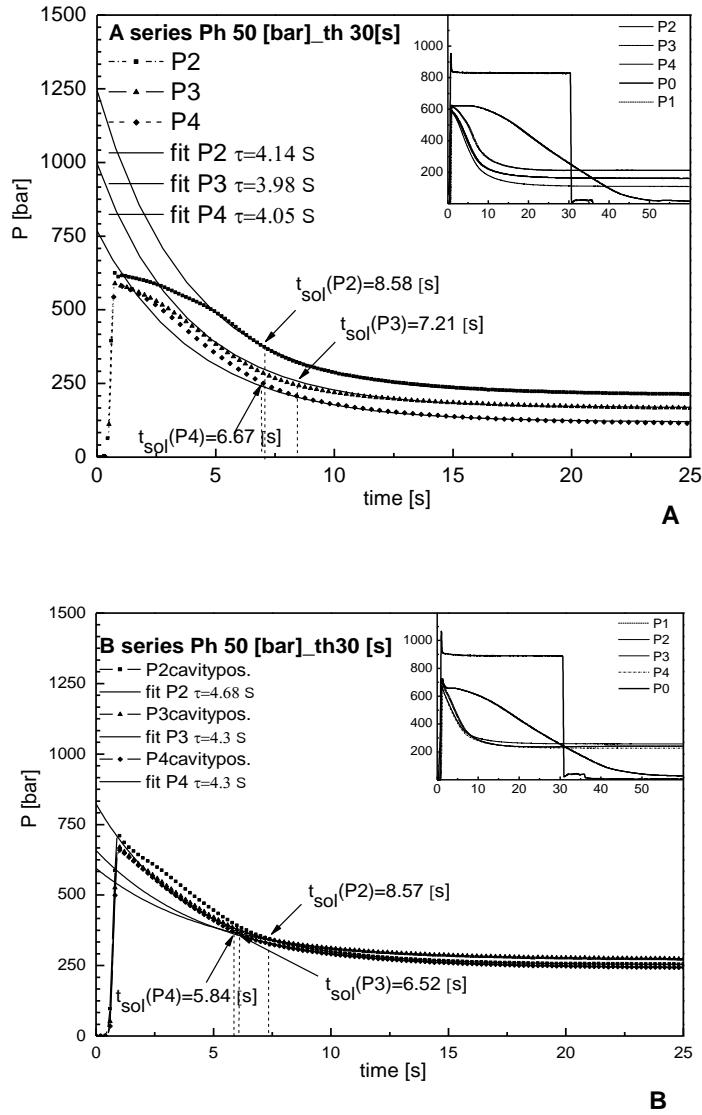 A series Ph 50 [bar]_th 30[s]
P2
P3
P4
fit P2 τ=4.14 S
fit P3 τ=3.98 S
fit P4 τ=4.05 S
P [bar]
1500
1250
1000
750
500
250
0
0 5 10 15 20 25
time [s]
t_sol(P2)=8.58 [s]
t_sol(P3)=7.21 [s]
t_sol(P4)=6.67 [s]
P2
P3
P4
P0
P1
1000
800
600
400
200
0 10 20 30 40 50
A
B series Ph 50 [bar]_th30 [s]
P2cavitypos.
fit P2 τ=4.68 S
P3cavitypos.
fit P3 τ=4.3 S
P4cavitypos.
fit P4 τ=4.3 S
P [bar]
1500
1250
1000
750
500
250
0
0 5 10 15 20 25
time [s]
t_sol(P2)=8.57 [s]
t_sol(P4)=5.84 [s]
t_sol(P3)=6.52 [s]
P1
P2
P3
P4
P0
1000
800
600
400
200
0 10 20 30 40 50
B